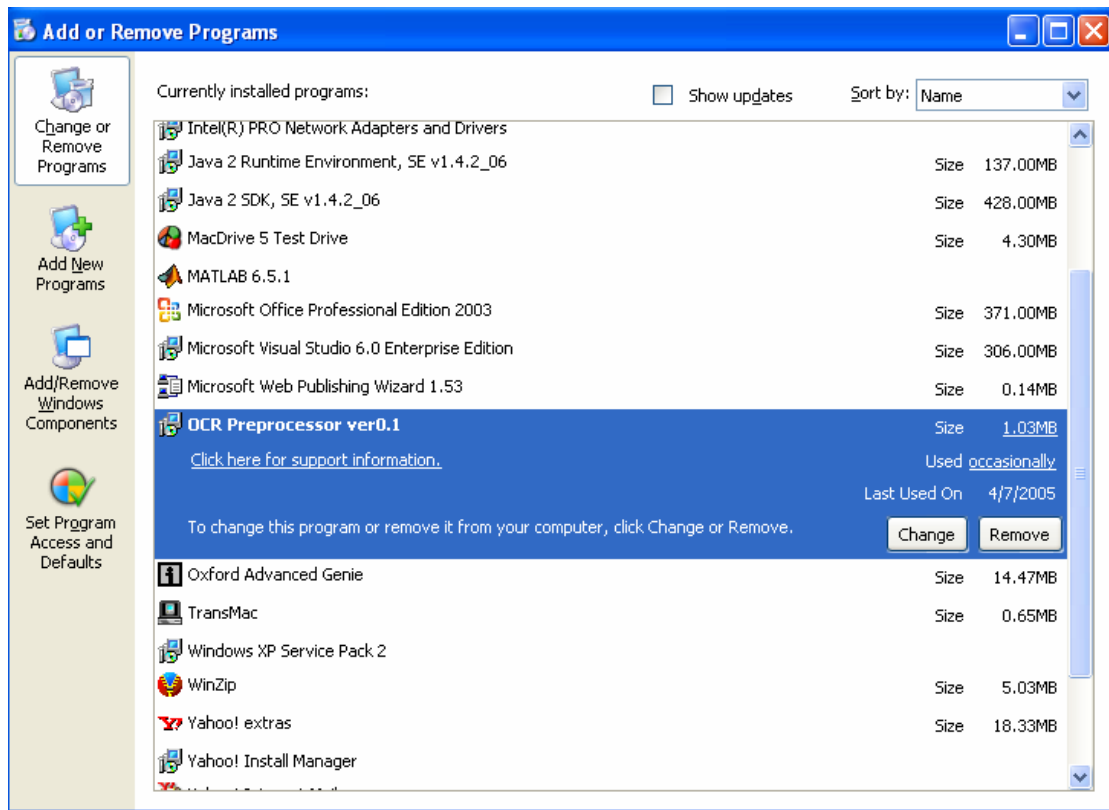 Add or Remove Programs
Change or
Remove
Programs
Add New
Programs
Add/Remove
Windows
Components
Set Program
Access and
Defaults
Currently installed programs: Show updates Sort by: Name
Intel(R) PRO Network Adapters and Drivers
Java 2 Runtime Environment, SE v1.4.2_06 Size 137.00MB
Java 2 SDK, SE v1.4.2_06 Size 428.00MB
MacDrive 5 Test Drive Size 4.30MB
MATLAB 6.5.1
Microsoft Office Professional Edition 2003 Size 371.00MB
Microsoft Visual Studio 6.0 Enterprise Edition Size 306.00MB
Microsoft Web Publishing Wizard 1.53 Size 0.14MB
OCR Preprocessor ver0.1 Size 1.03MB
Click here for support information. Used occasionally
Last Used On 4/7/2005
To change this program or remove it from your computer, click Change or Remove. Change Remove
Oxford Advanced Genie Size 14.47MB
TransMac Size 0.65MB
Windows XP Service Pack 2
WinZip Size 5.03MB
Yahoo! extras Size 18.33MB
Yahoo! Install Manager